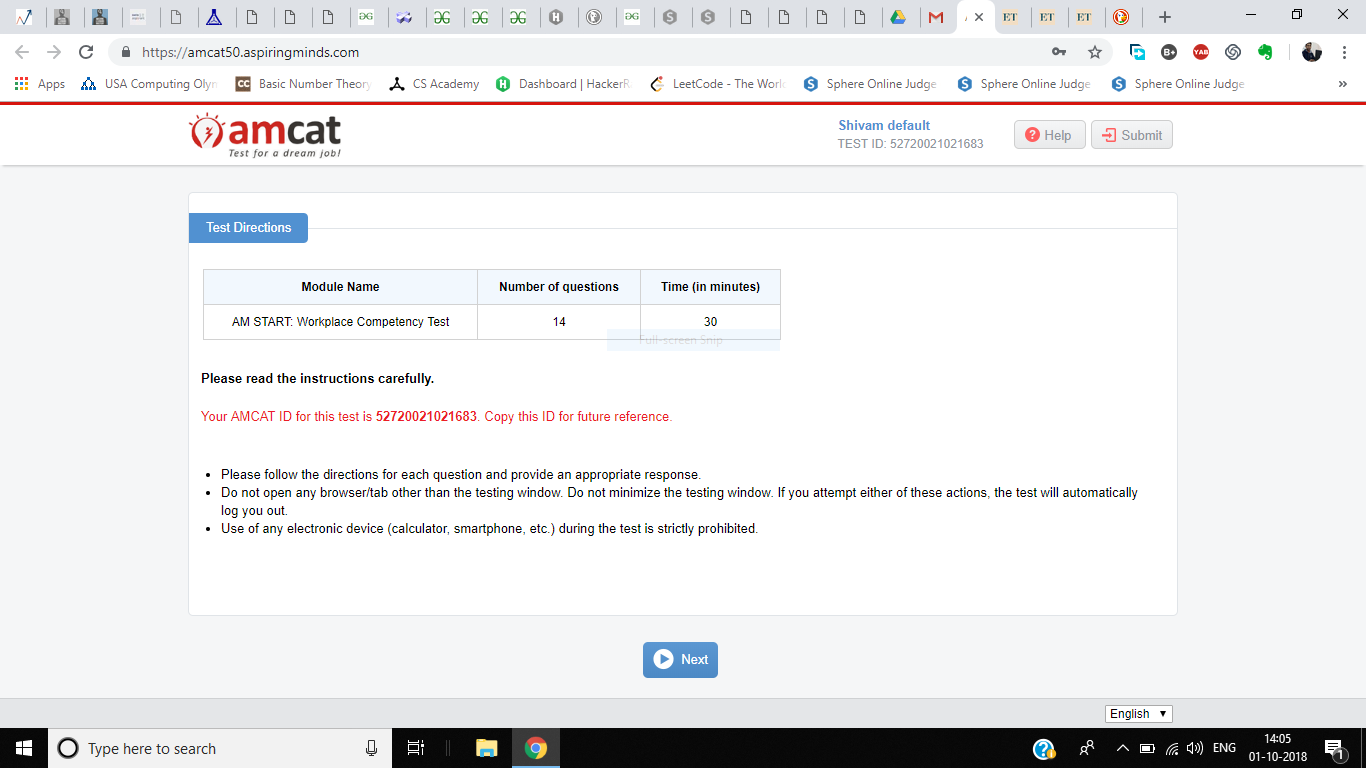 https://amcat50.aspiringminds.com
Apps USA Computing Olym Basic Number Theory CS Academy Dashboard | HackerR LeetCode - The Work Sphere Online Judge Sphere Online Judge Sphere Online Judge »
amcat
Test for a dream job!
Shivam default
TEST ID: 52720021021683
Help
Submit
Test Directions
Module Name Number of questions Time (in minutes)
AM START: Workplace Competency Test 14 30
Full-screen Snip
Please read the instructions carefully.
Your AMCAT ID for this test is 52720021021683. Copy this ID for future reference.
• Please follow the directions for each question and provide an appropriate response.
• Do not open any browser/tab other than the testing window. Do not minimize the testing window. If you attempt either of these actions, the test will automatically
log you out.
• Use of any electronic device (calculator, smartphone, etc.) during the test is strictly prohibited.
Next
English
Type here to search
ENG
14:05
01-10-2018
1